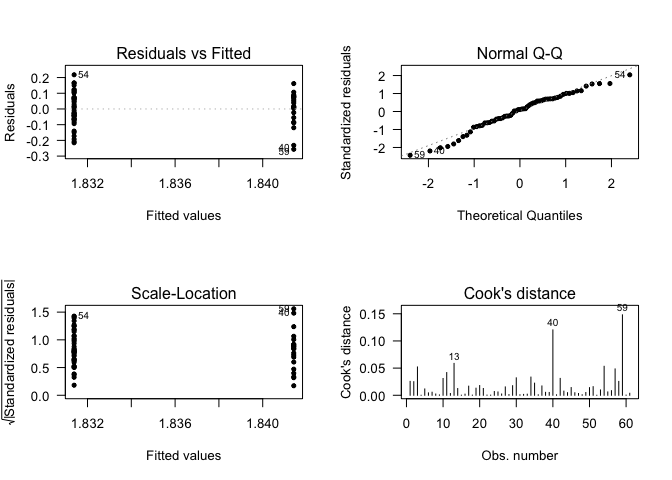 Residuals vs Fitted
Residuals
0.2
0.1
0.0
-0.1
-0.2
-0.3
54
40
59
1.832 1.836 1.840
Fitted values
Normal Q-Q
Standardized residuals
2
1
0
-1
-2
54
59
40
-2 -1 0 1 2
Theoretical Quantiles
Scale-Location
√|Standardized residuals|
1.5
1.0
0.5
0.0
54
59
40
1.832 1.836 1.840
Fitted values
Cook's distance
Cook's distance
0.15
0.10
0.05
0.00
13
40
59
0 10 20 30 40 50 60
Obs. number